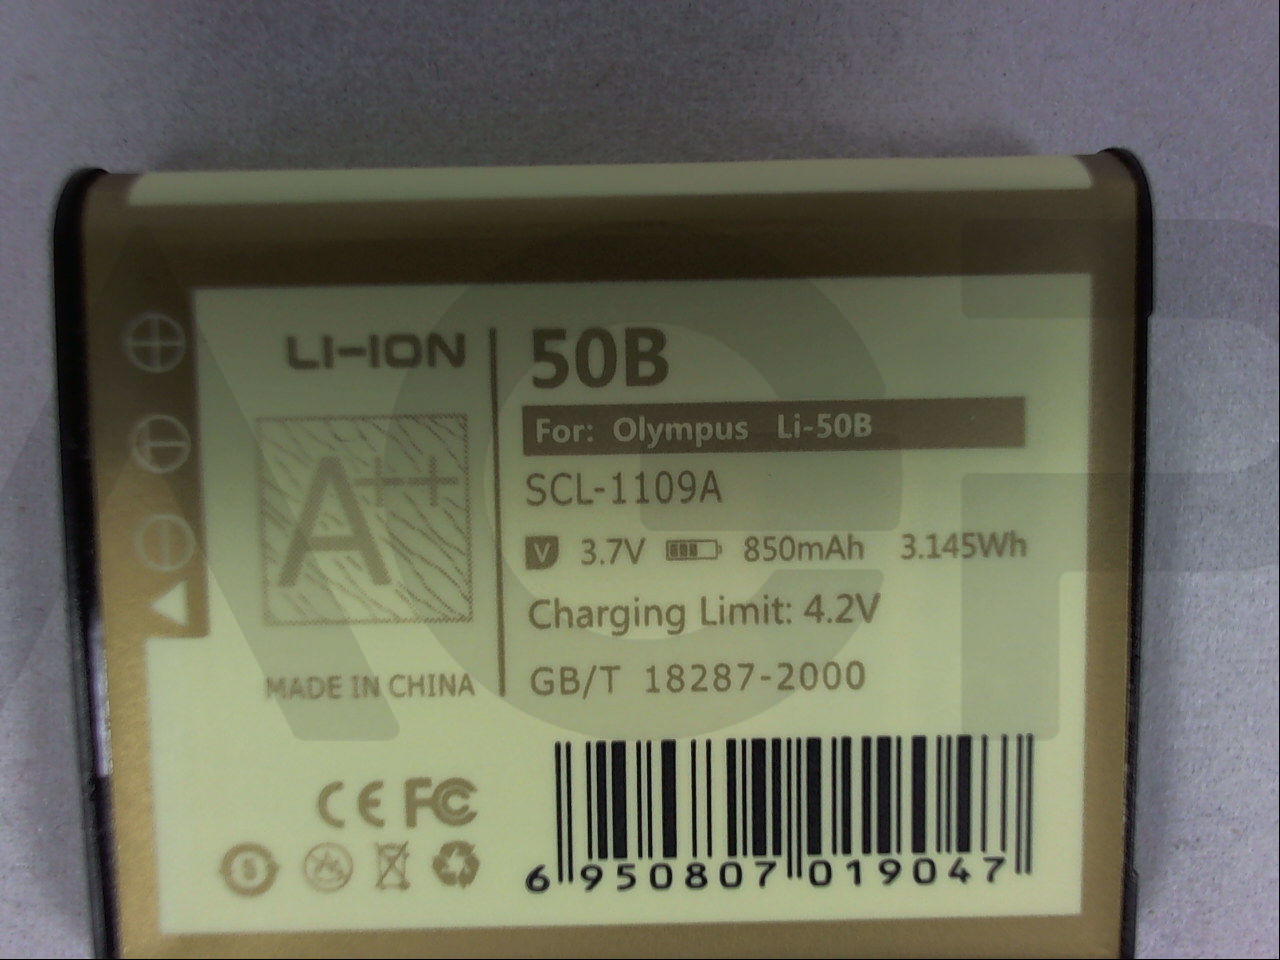 LI-ION
50B
For: Olympus Li-50B
A++
SCL-1109A
V 3.7V 850mAh 3.145Wh
Charging Limit: 4.2V
MADE IN CHINA
GB/T 18287-2000
CE FC
6 950807 019047